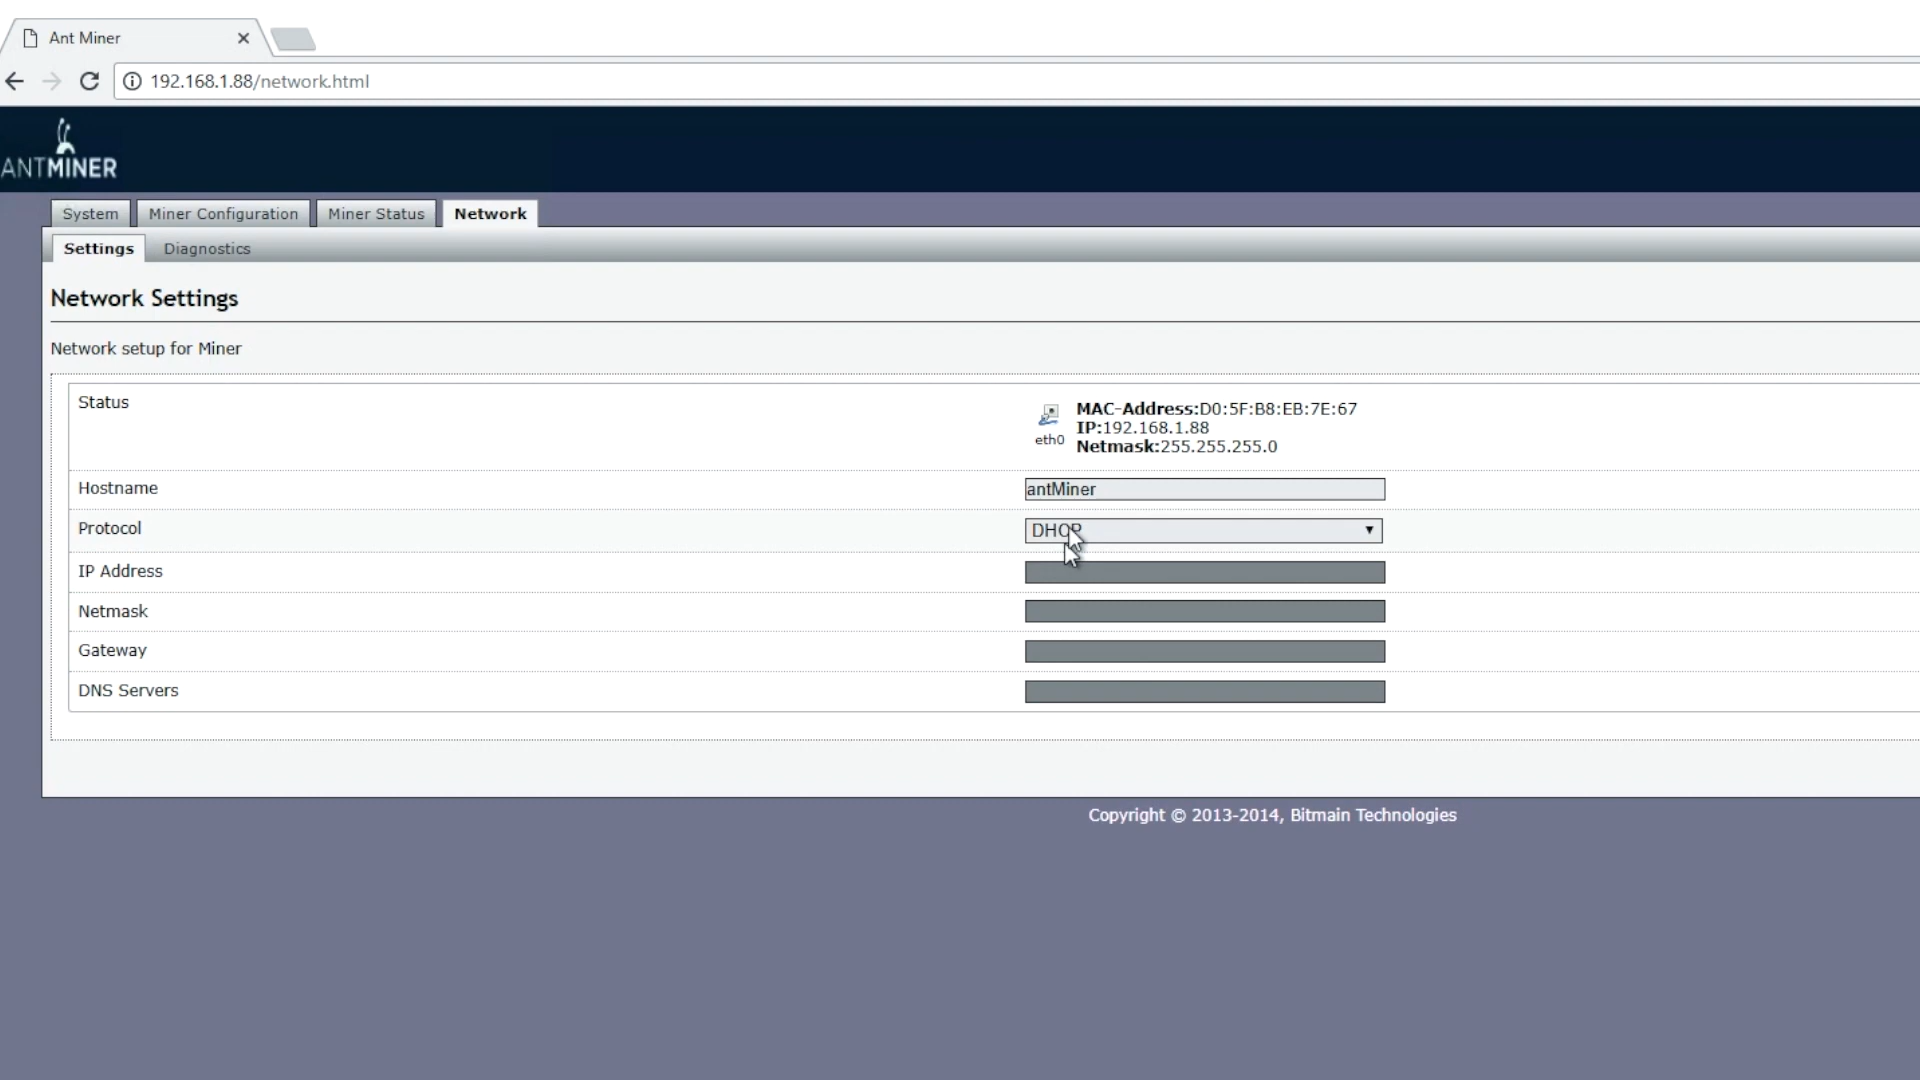 Ant Miner
192.168.1.88/network.html
ANTMINER
System Miner Configuration Miner Status Network
Settings Diagnostics
Network Settings
Network setup for Miner
Status
eth0
MAC-Address:D0:5F:B8:EB:7E:67
IP:192.168.1.88
Netmask:255.255.255.0
Hostname antMiner
Protocol DHCP
IP Address
Netmask
Gateway
DNS Servers
Copyright © 2013-2014, Bitmain Technologies